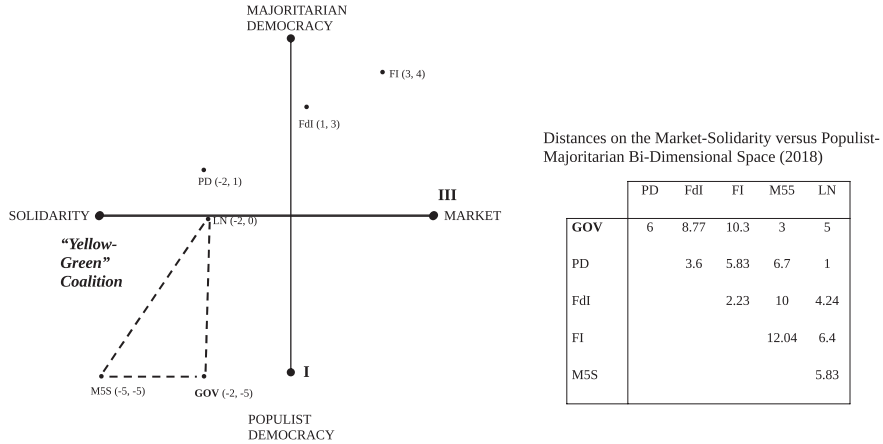 MAJORITARIAN
DEMOCRACY
FI (3, 4)
FdI (1, 3)
PD (-2, 1)
III
SOLIDARITY
LN (-2, 0)
MARKET
“Yellow-
Green”
Coalition
I
M5S (-5, -5)
GOV (-2, -5)
POPULIST
DEMOCRACY
Distances on the Market-Solidarity versus Populist-
Majoritarian Bi-Dimensional Space (2018)
PD FdI FI M55 LN
GOV 6 8.77 10.3 3 5
PD 3.6 5.83 6.7 1
FdI 2.23 10 4.24
FI 12.04 6.4
M5S 5.83